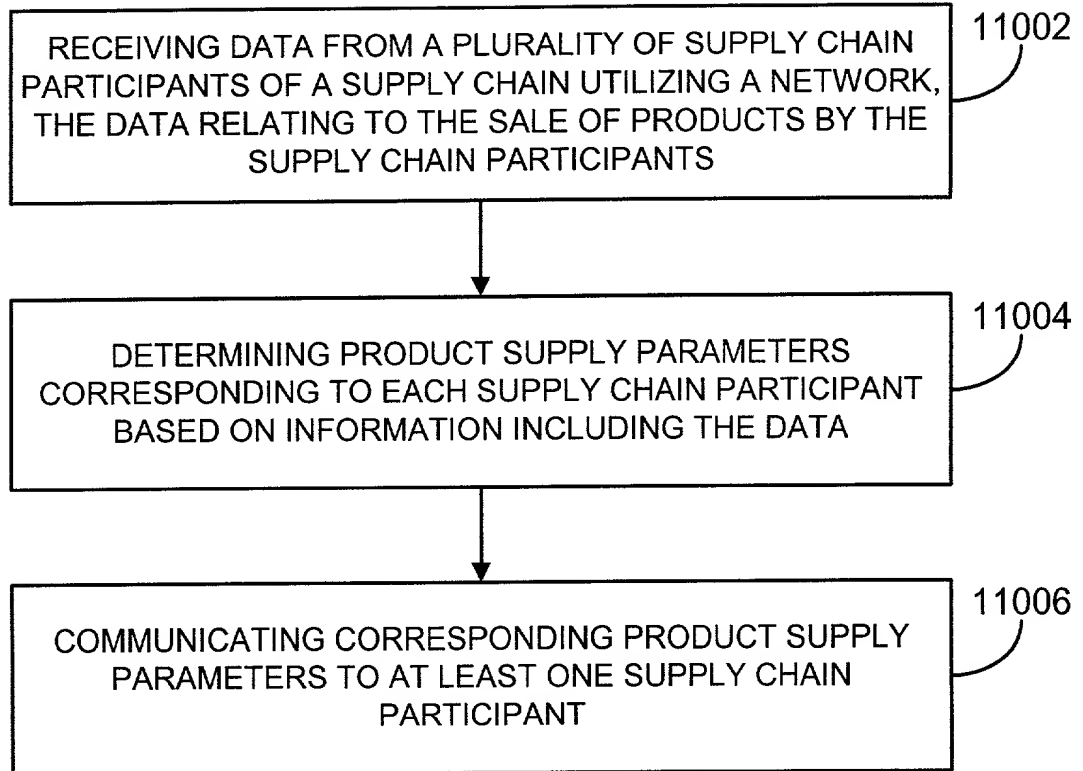 11002
RECEIVING DATA FROM A PLURALITY OF SUPPLY CHAIN
PARTICIPANTS OF A SUPPLY CHAIN UTILIZING A NETWORK,
THE DATA RELATING TO THE SALE OF PRODUCTS BY THE
SUPPLY CHAIN PARTICIPANTS
11004
DETERMINING PRODUCT SUPPLY PARAMETERS
CORRESPONDING TO EACH SUPPLY CHAIN PARTICIPANT
BASED ON INFORMATION INCLUDING THE DATA
11006
COMMUNICATING CORRESPONDING PRODUCT SUPPLY
PARAMETERS TO AT LEAST ONE SUPPLY CHAIN
PARTICIPANT